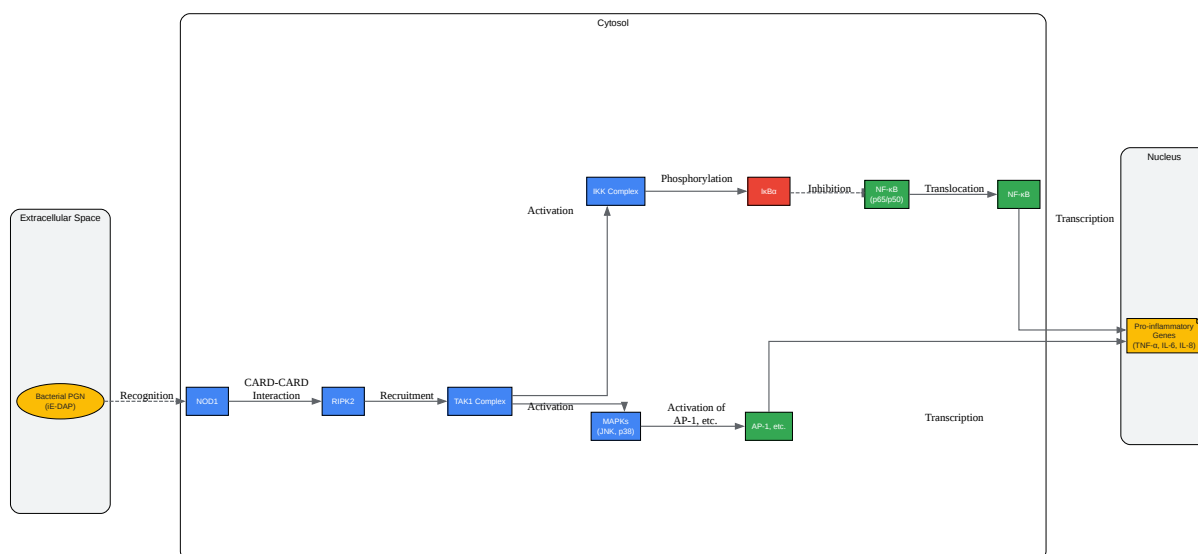 Cytosol
Nucleus
Extracellular Space
Phosphorylation
IKK Complex
IκBα
Inhibition
NF-κB
(p65/p50)
Translocation
NF-κB
Activation
Transcription
Pro-inflammatory
Genes
(TNF-α, IL-6, IL-8)
Bacterial PGN
(iE-DAP)
Recognition
NOD1
CARD-CARD
Interaction
RIPK2
Recruitment
TAK1 Complex
Activation
MAPKs
(JNK, p38)
Activation of
AP-1, etc.
AP-1, etc.
Transcription